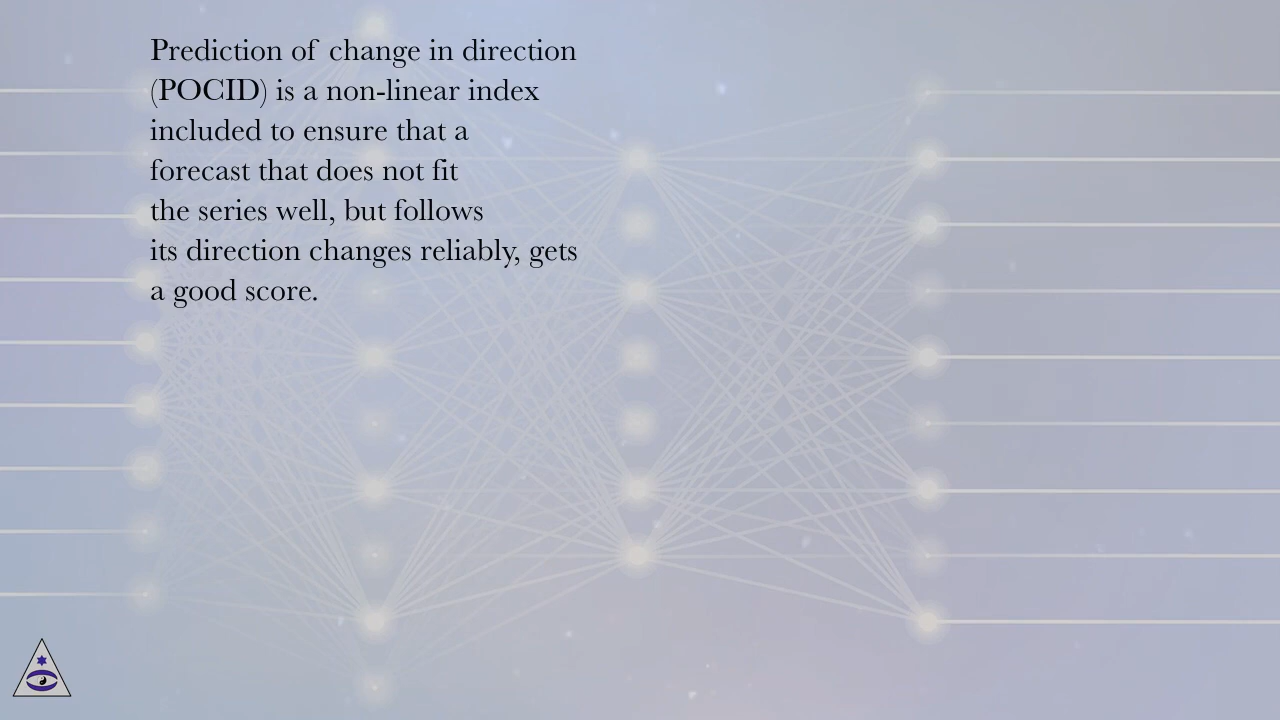 Prediction of change in direction
(POCID) is a non-linear index
included to ensure that a
forecast that does not fit
the series well, but follows
its direction changes reliably, gets
a good score.